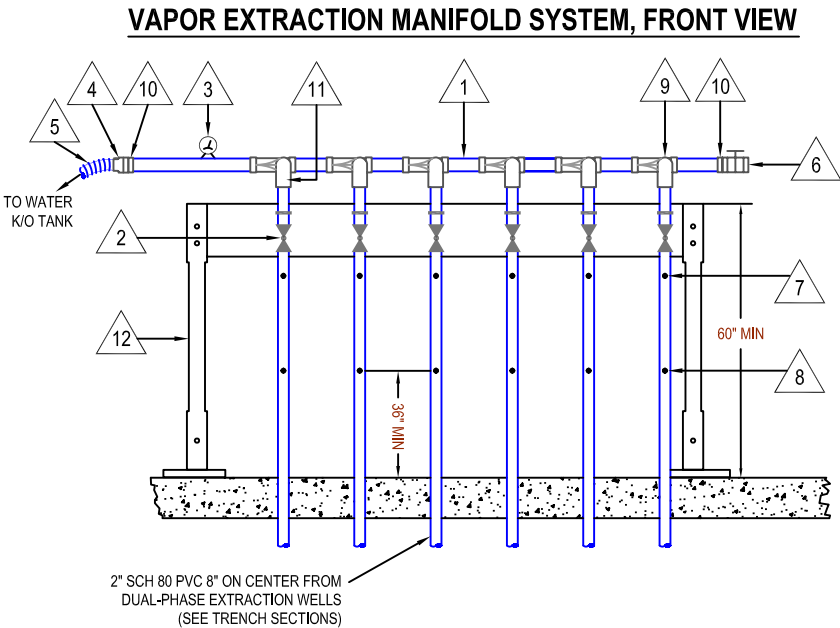 VAPOR EXTRACTION MANIFOLD SYSTEM, FRONT VIEW
4
10
3
11
1
9
10
5
6
TO WATER
K/O TANK
2
7
12
60" MIN
8
36" MIN
2" SCH 80 PVC 8" ON CENTER FROM
DUAL-PHASE EXTRACTION WELLS
(SEE TRENCH SECTIONS)